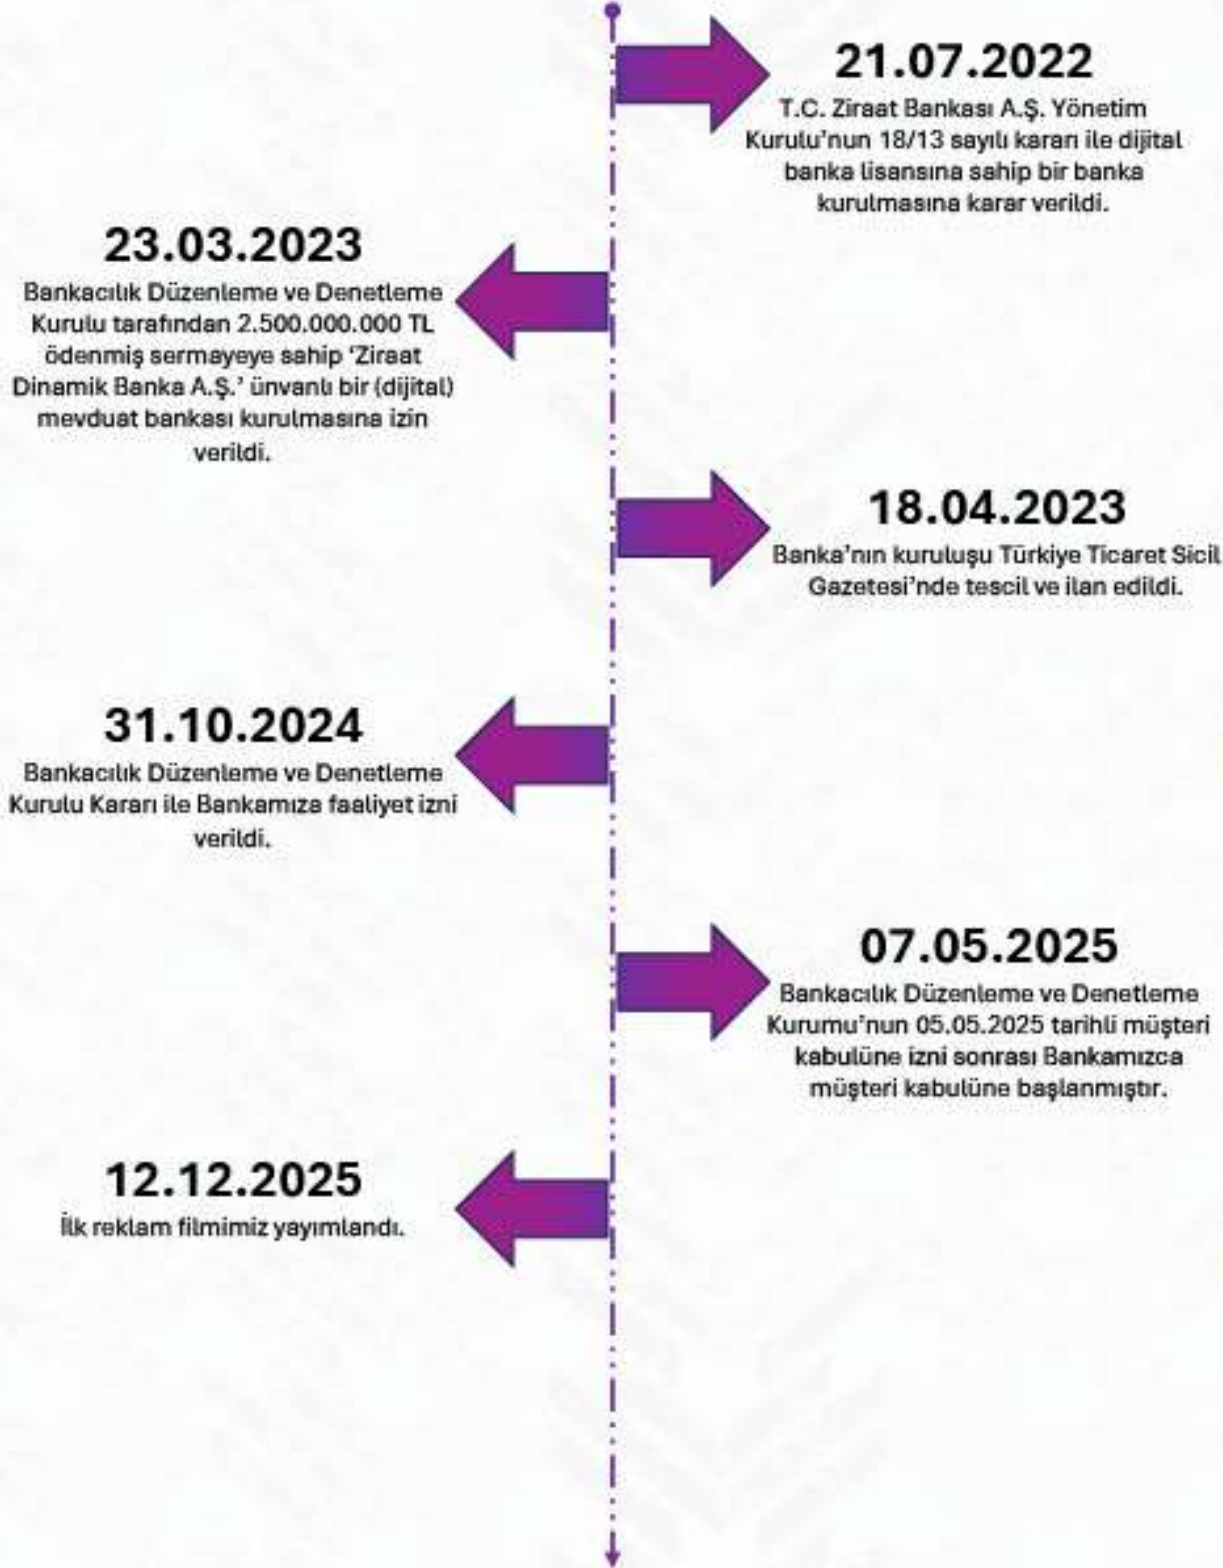 21.07.2022
T.C. Ziraat Bankası A.Ş. Yönetim
Kurulu'nun 18/13 sayılı kararı ile dijital
banka lisansına sahip bir banka
kurulmasına karar verildi.
23.03.2023
Bankacılık Düzenleme ve Denetleme
Kurulu tarafından 2.500.000.000 TL
ödenmiş sermayeye sahip ‘Ziraat
Dinamik Banka A.Ş.’ ünvanlı bir (dijital)
mevduat bankası kurulmasına izin
verildi.
18.04.2023
Banka'nın kuruluşu Türkiye Ticaret Sicil
Gazetesi'nde tescil ve ilan edildi.
31.10.2024
Bankacılık Düzenleme ve Denetleme
Kurulu Kararı ile Bankamıza faaliyet izni
verildi.
07.05.2025
Bankacılık Düzenleme ve Denetleme
Kurumu'nun 05.05.2025 tarihli müşteri
kabulüne izni sonrası Bankamızca
müşteri kabulüne başlanmıştır.
12.12.2025
İlk reklam filmimiz yayımlandı.